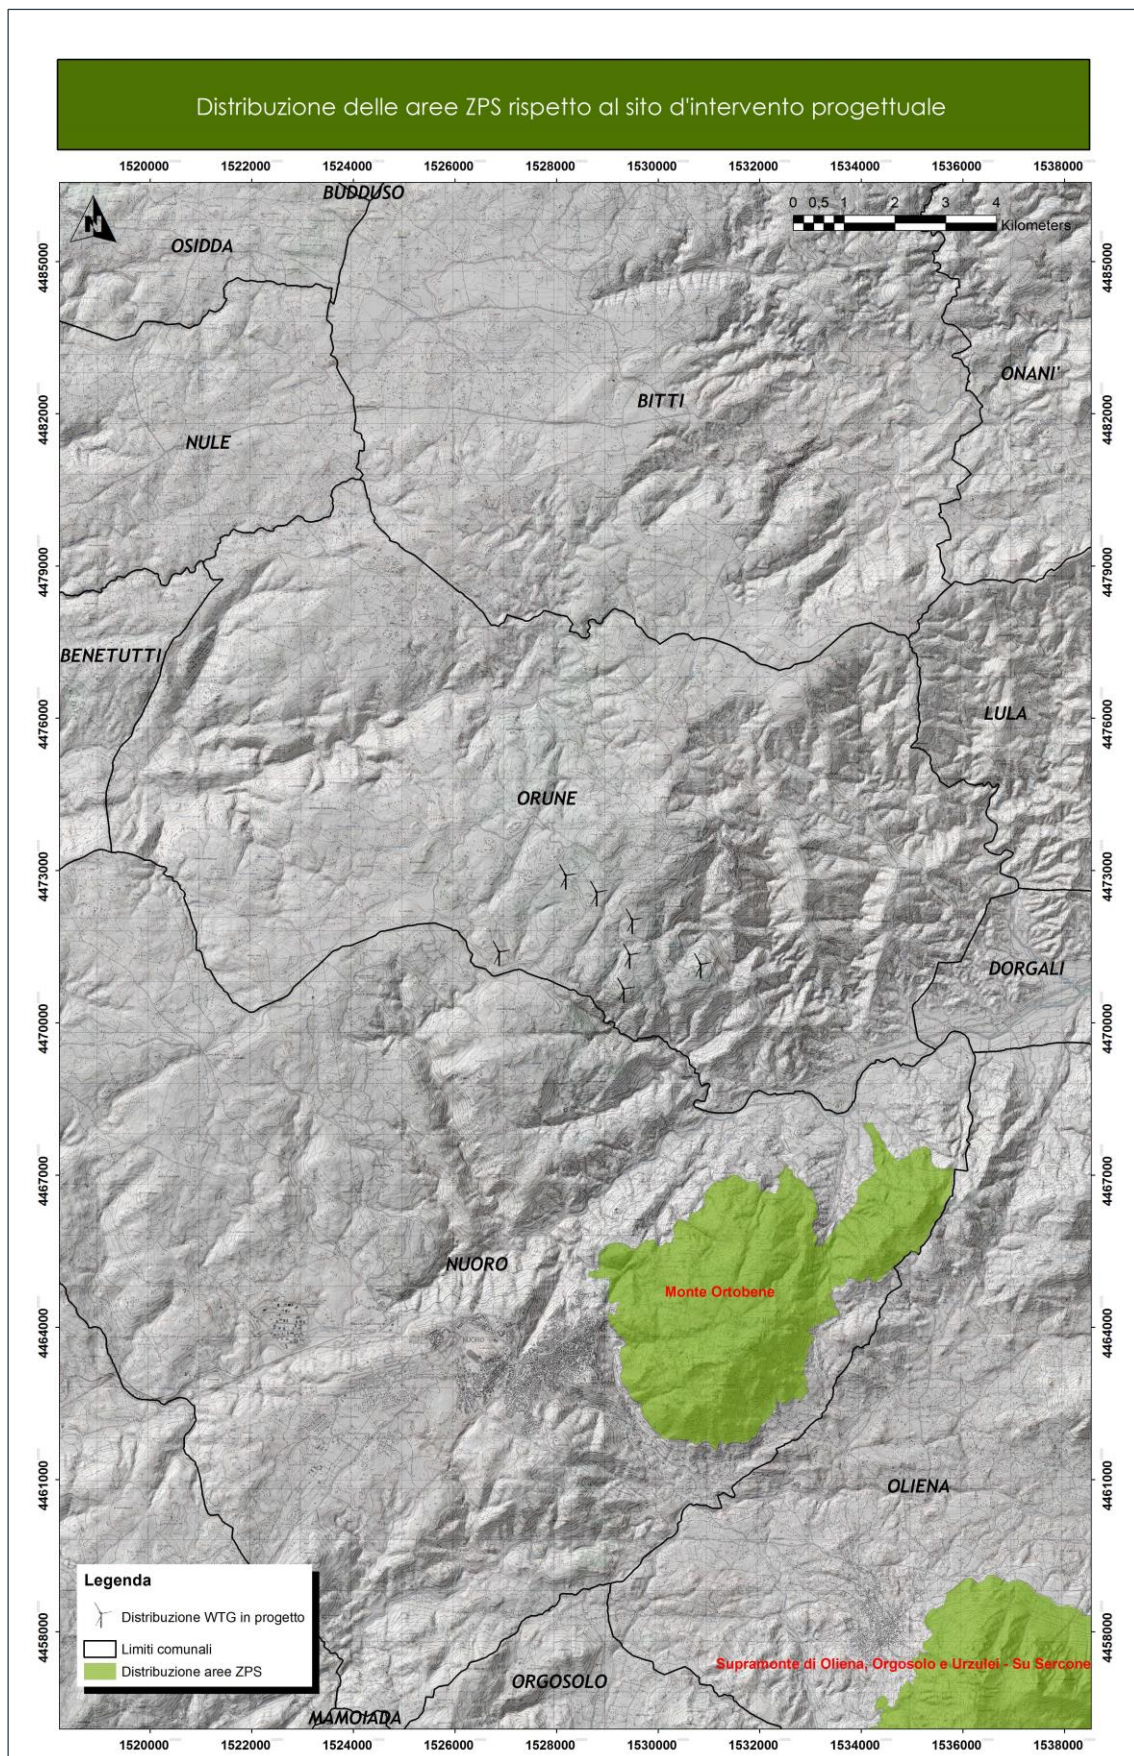 Distribuzione delle aree ZPS rispetto al sito d'intervento progettuale
1520000 1522000 1524000 1526000 1528000 1530000 1532000 1534000 1536000 1538000
BUDDUSO
N
0 0,5 1 2 3 4
Kilometers
OSIDDA
4485000 4485000
ONANI'
BITTI
4482000 4482000
NULE
4479000 4479000
BENETUTTI
LULA
4476000 4476000
ORUNE
4473000 4473000
DORGALI
4470000 4470000
4467000 4467000
NUORO
Monte Ortobene
4464000 4464000
NUORO
4461000 4461000
OLIENA
Legenda
Distribuzione WTG in progetto
Limiti comunali
Distribuzione aree ZPS
4458000 4458000
Supramonte di Oliena, Orgosolo e Urzulei - Su Sercone
ORGOSOLO
MAMOIADA
1520000 1522000 1524000 1526000 1528000 1530000 1532000 1534000 1536000 1538000